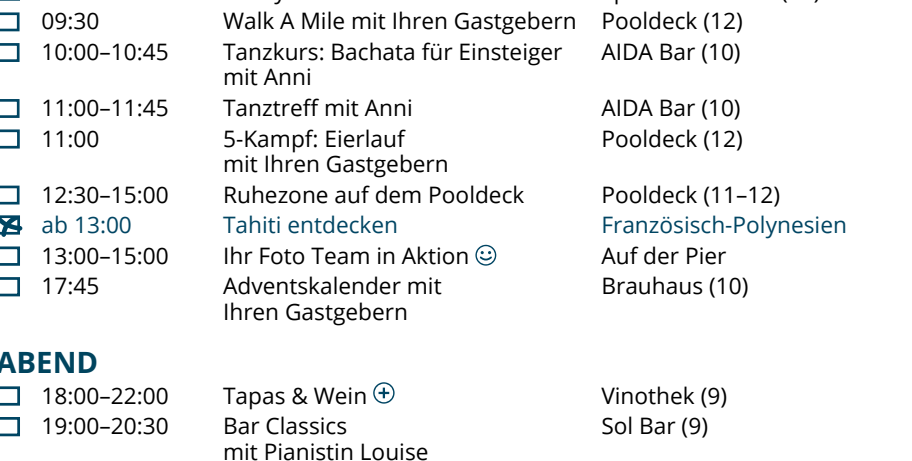 09:30 Walk A Mile mit Ihren Gastgebern Pooldeck (12)
10:00–10:45 Tanzkurs: Bachata für Einsteiger AIDA Bar (10)
mit Anni
11:00–11:45 Tanztreff mit Anni AIDA Bar (10)
11:00 5-Kampf: Eierlauf Pooldeck (12)
mit Ihren Gastgebern
12:30–15:00 Ruhezone auf dem Pooldeck Pooldeck (11–12)
ab 13:00 Tahiti entdecken Französisch-Polynesien
13:00–15:00 Ihr Foto Team in Aktion Auf der Pier
17:45 Adventskalender mit Brauhaus (10)
Ihren Gastgebern
ABEND
18:00–22:00 Tapas & Wein Vinothek (9)
19:00–20:30 Bar Classics Sol Bar (9)
mit Pianistin Louise